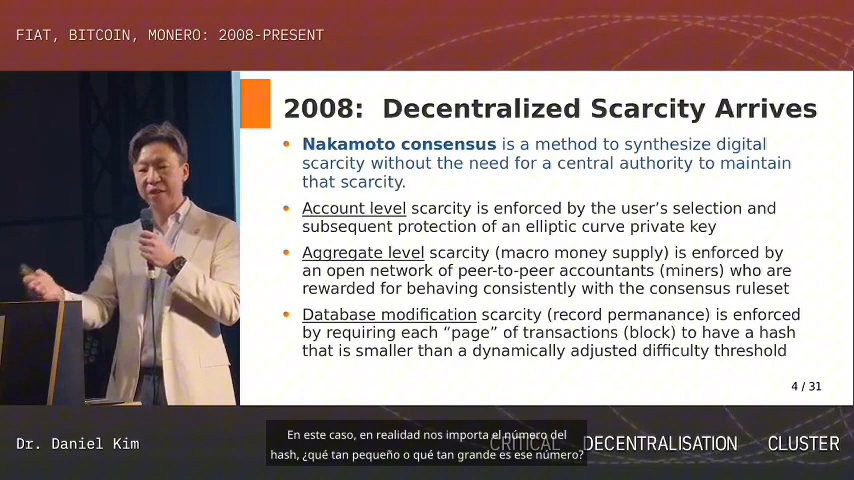 FIAT, BITCOIN, MONERO: 2008-PRESENT
2008: Decentralized Scarcity Arrives
Nakamoto consensus is a method to synthesize digital
scarcity without the need for a central authority to maintain
that scarcity.
Account level scarcity is enforced by the user’s selection and
subsequent protection of an elliptic curve private key
Aggregate level scarcity (macro money supply) is enforced by
an open network of peer-to-peer accountants (miners) who are
rewarded for behaving consistently with the consensus ruleset
Database modification scarcity (record permanance) is enforced
by requiring each “page” of transactions (block) to have a hash
that is smaller than a dynamically adjusted difficulty threshold
4 / 31
Dr. Daniel Kim
CRITICAL DECENTRALISATION CLUSTER
En este caso, en realidad nos importa el número del
hash, ¿qué tan pequeño o qué tan grande es ese número?